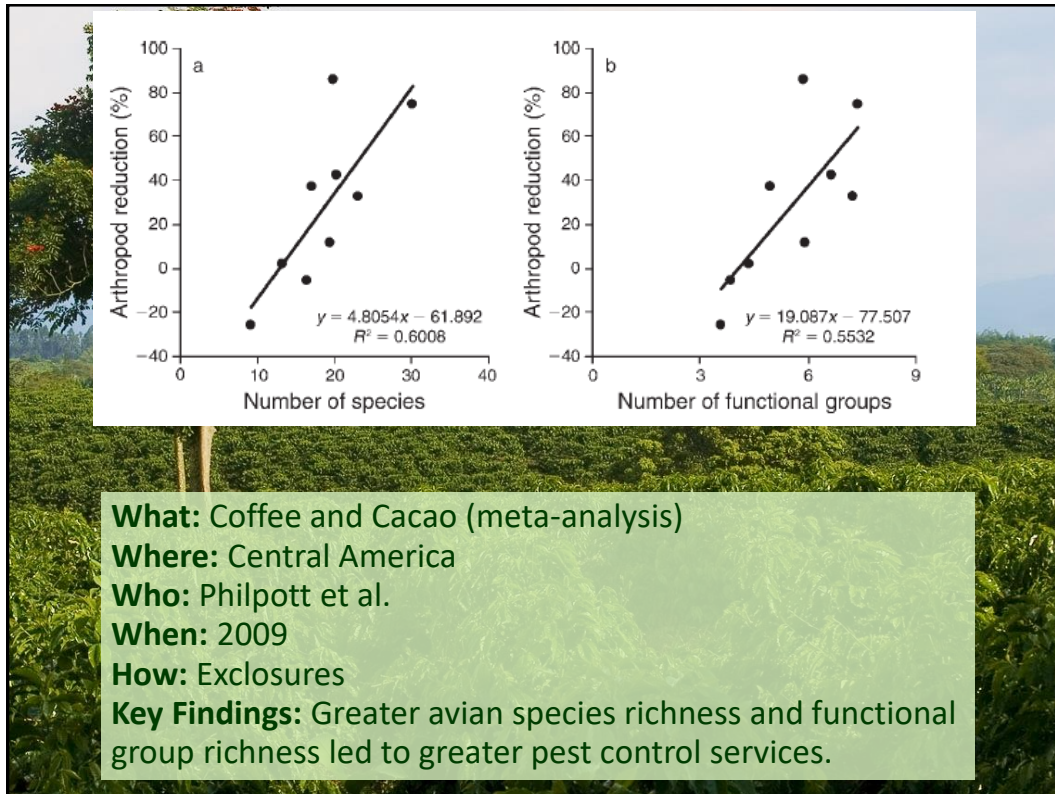 a
100
80
60
40
20
0
−20
−40
Arthropod reduction (%)
y = 4.8054x − 61.892
R² = 0.6008
0 10 20 30 40
Number of species
b
100
80
60
40
20
0
−20
−40
Arthropod reduction (%)
y = 19.087x − 77.507
R² = 0.5532
0 3 6 9
Number of functional groups
What: Coffee and Cacao (meta-analysis)
Where: Central America
Who: Philpott et al.
When: 2009
How: Exclosures
Key Findings: Greater avian species richness and functional
group richness led to greater pest control services.